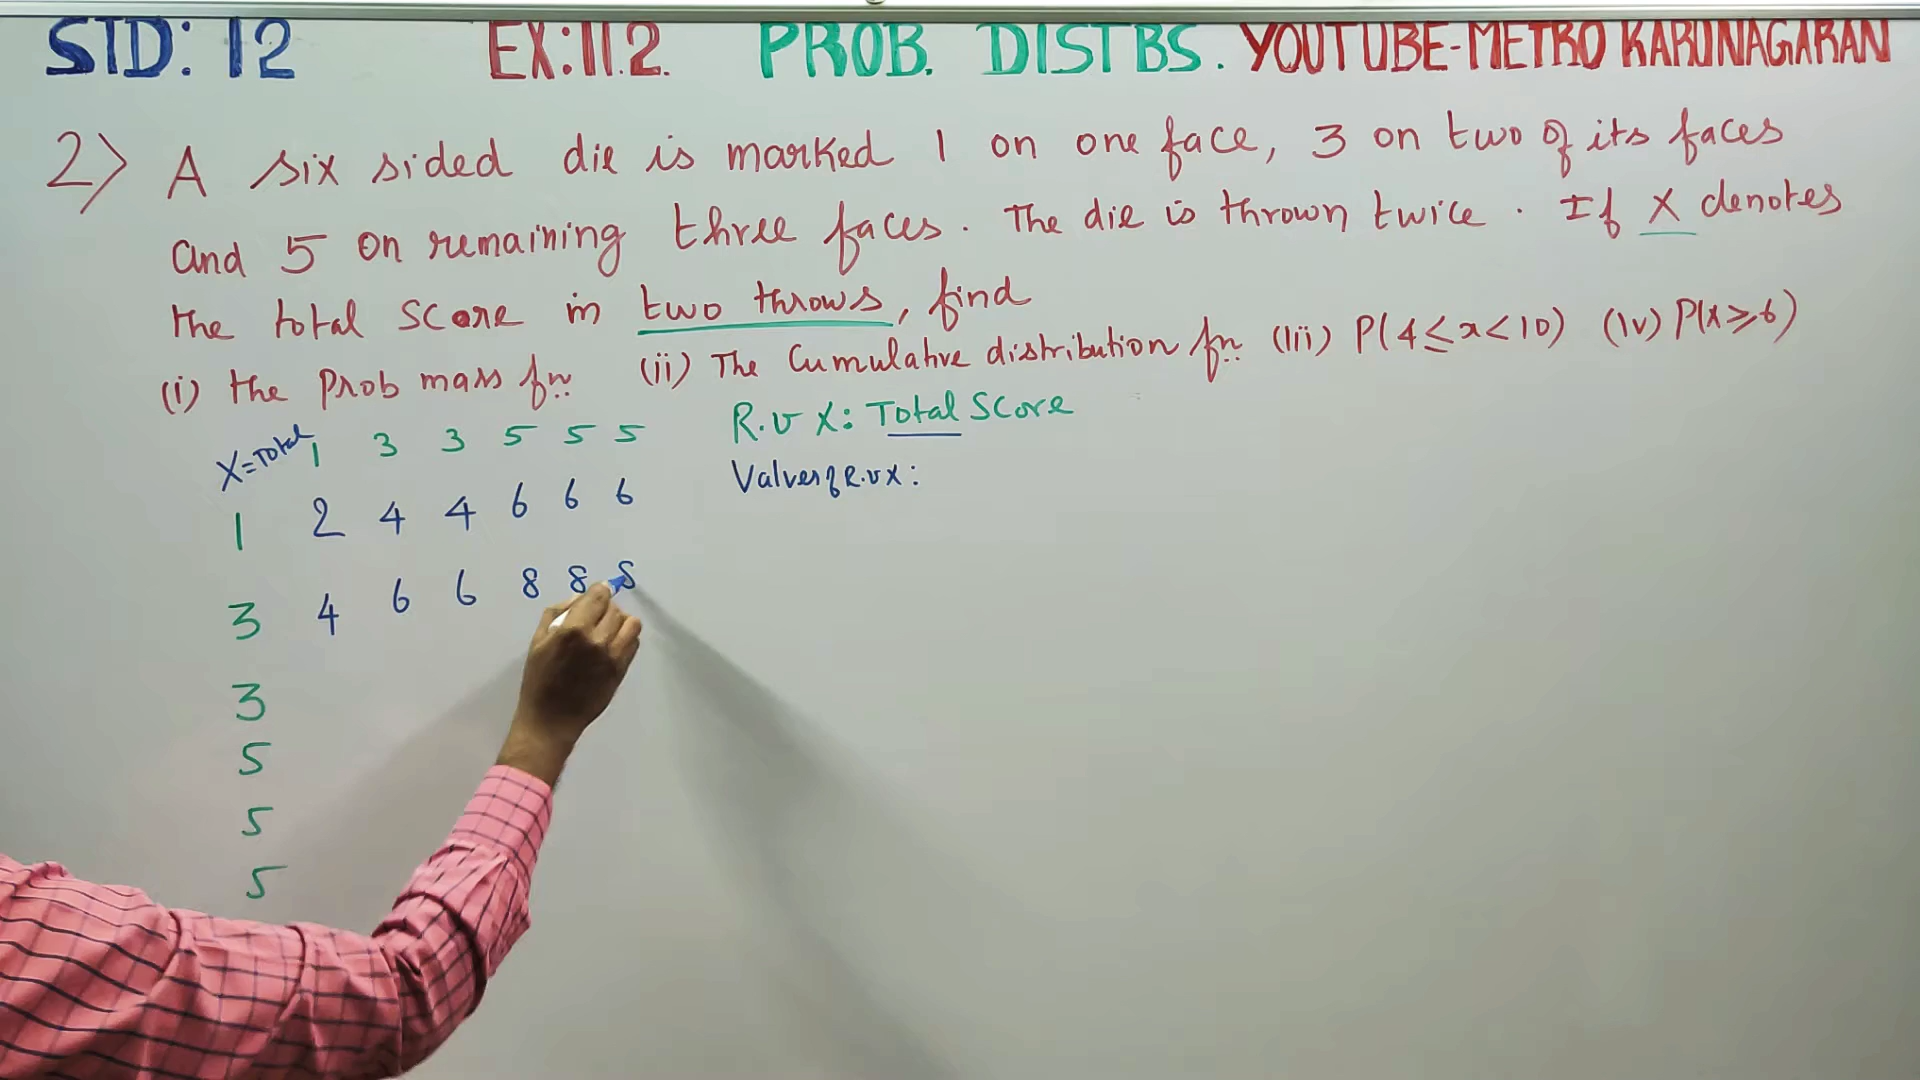 STD: 12 EX:11.2. PROB. DISTBS. YOUTUBE-METRO KARUNAGARAN
2) A six sided die is marked 1 on one face, 3 on two of its faces
and 5 on remaining three faces. The die is thrown twice. If X denotes
the total score in two throws, find
(i) the Prob mass fn (ii) The Cumulative distribution fn (iii) P(4≤x<10) (iv) P(X≥6)
X=Total 1 3 3 5 5 5
1 2 4 4 6 6 6
3 4 6 6 8 8 8
3
5
5
5
R.v X: Total Score
Values of R.v X: